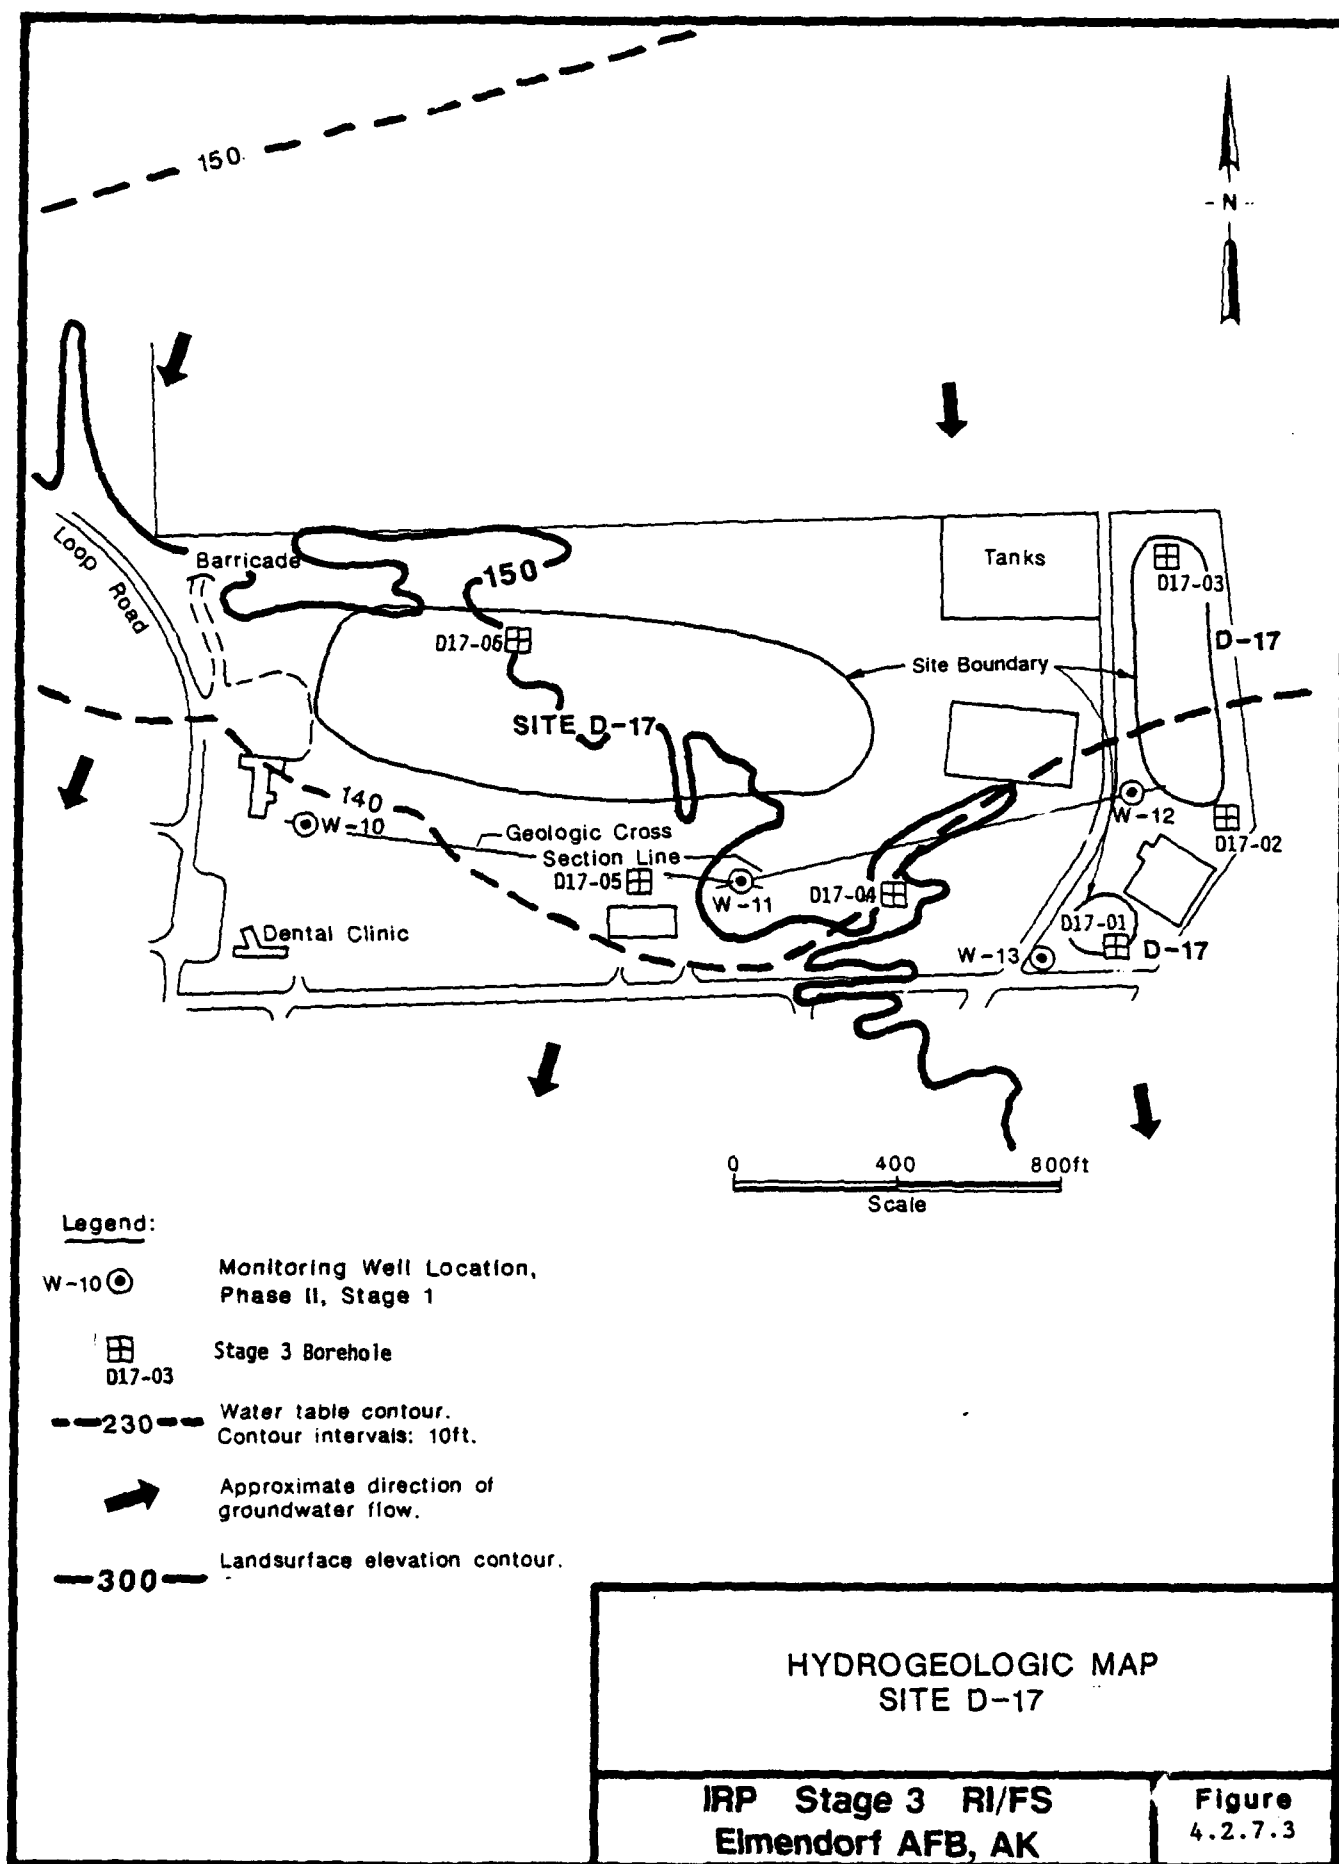 150
- N -
Loop Road
Barricade
150
Tanks
D17-03
D17-06
D-17
Site Boundary
SITE D-17
140
W-10
Geologic Cross
Section Line
W-12
D17-02
D17-05
W-11
D17-04
D17-01
Dental Clinic
W-13
D-17
0 400 800ft
Scale
Legend:
W-10
Monitoring Well Location,
Phase II, Stage 1
D17-03
Stage 3 Borehole
230
Water table contour.
Contour intervals: 10ft.
Approximate direction of
groundwater flow.
300
Landsurface elevation contour.
HYDROGEOLOGIC MAP
SITE D-17
IRP Stage 3 RI/FS
Elmendorf AFB, AK
Figure
4.2.7.3